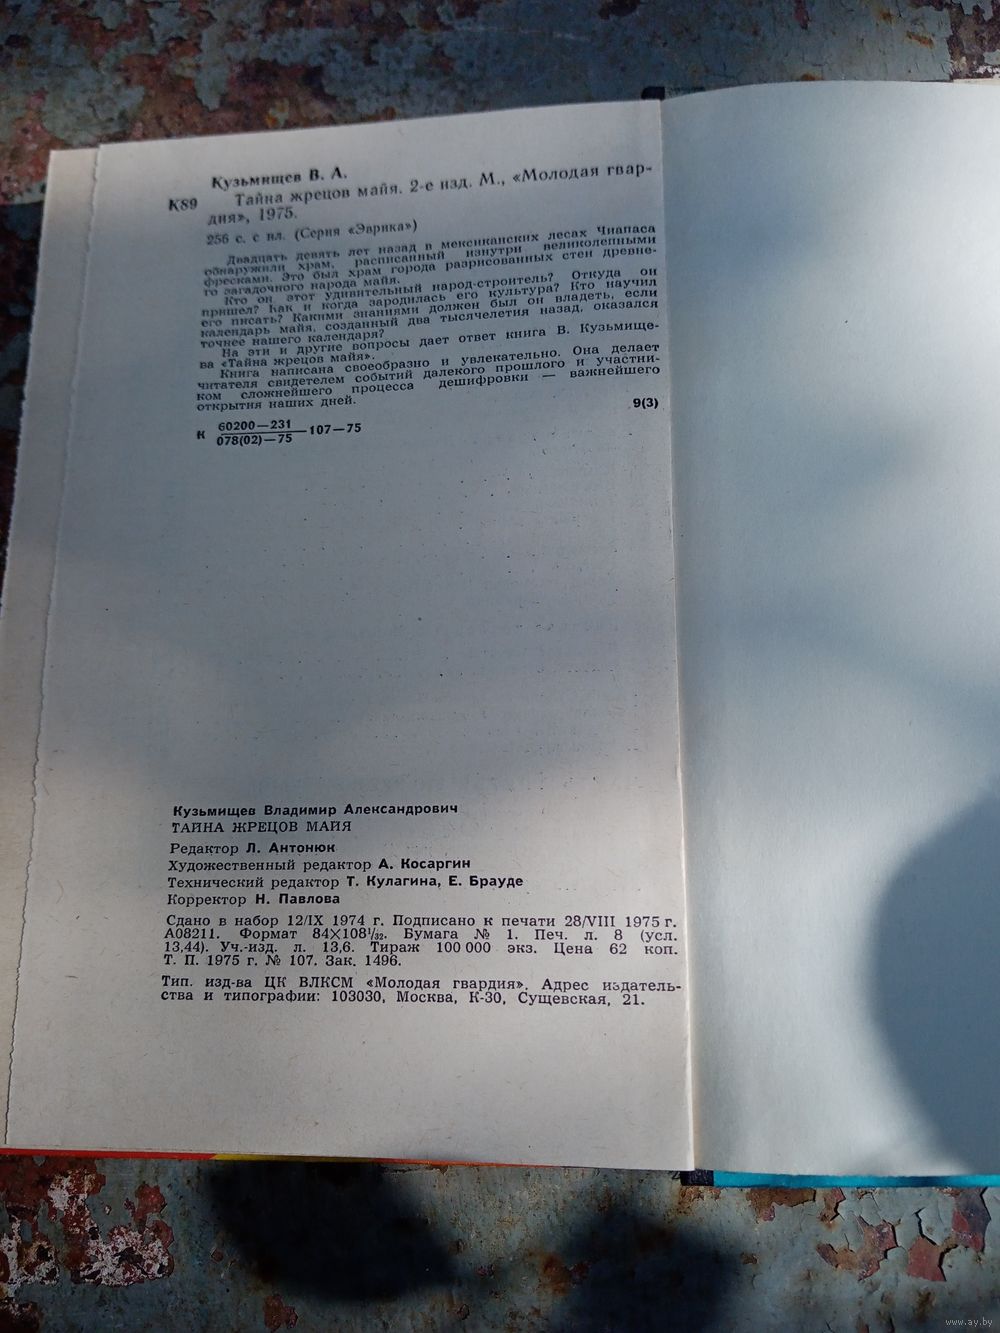 Кузьмищев В. А.
К89 Тайна жрецов майя. 2-е изд. М., «Молодая гвар-
дия», 1975.
256 с. с ил. (Серия «Эврика»)
Двадцать девять лет назад в мексиканских лесах Чиапаса
обнаружили храм, расписанный изнутри великолепными
фресками. Это был храм города разрисованных стен древне-
го загадочного народа майя.
Кто он, этот удивительный народ-строитель? Откуда он
пришел? Как и когда зародилась его культура? Кто научил
его писать? Какими знаниями должен был он владеть, если
календарь майя, созданный два тысячелетия назад, оказался
точнее нашего календаря?
На эти и другие вопросы дает ответ книга В. Кузьмище-
ва «Тайна жрецов майя».
Книга написана своеобразно и увлекательно. Она делает
читателя свидетелем событий далекого прошлого и участни-
ком сложнейшего процесса дешифровки — важнейшего
открытия наших дней.
9(3)
К 60200—231
078(02)—75 107—75
Кузьмищев Владимир Александрович
ТАЙНА ЖРЕЦОВ МАЙЯ
Редактор Л. Антонюк
Художественный редактор А. Косаргин
Технический редактор Т. Кулагина, Е. Брауде
Корректор Н. Павлова
Сдано в набор 12/IX 1974 г. Подписано к печати 28/VIII 1975 г.
А08211. Формат 84×108 1/32. Бумага № 1. Печ. л. 8 (усл.
13,44). Уч.-изд. л. 13,6. Тираж 100 000 экз. Цена 62 коп.
Т. П. 1975 г. № 107. Зак. 1496.
Тип. изд-ва ЦК ВЛКСМ «Молодая гвардия». Адрес издатель-
ства и типографии: 103030, Москва, К-30, Сущевская, 21.
www.ay.by